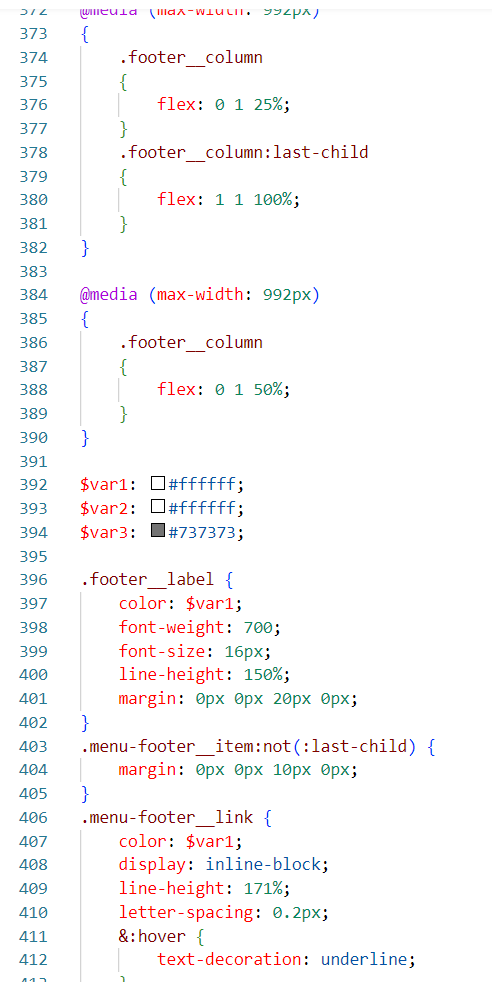 372 @media (max-width: 992px)
373 {
374 .footer__column
375 {
376 flex: 0 1 25%;
377 }
378 .footer__column:last-child
379 {
380 flex: 1 1 100%;
381 }
382 }
383
384 @media (max-width: 992px)
385 {
386 .footer__column
387 {
388 flex: 0 1 50%;
389 }
390 }
391
392 $var1: #ffffff;
393 $var2: #ffffff;
394 $var3: #737373;
395
396 .footer__label {
397 color: $var1;
398 font-weight: 700;
399 font-size: 16px;
400 line-height: 150%;
401 margin: 0px 0px 20px 0px;
402 }
403 .menu-footer__item:not(:last-child) {
404 margin: 0px 0px 10px 0px;
405 }
406 .menu-footer__link {
407 color: $var1;
408 display: inline-block;
409 line-height: 171%;
410 letter-spacing: 0.2px;
411 &:hover {
412 text-decoration: underline;
413 }